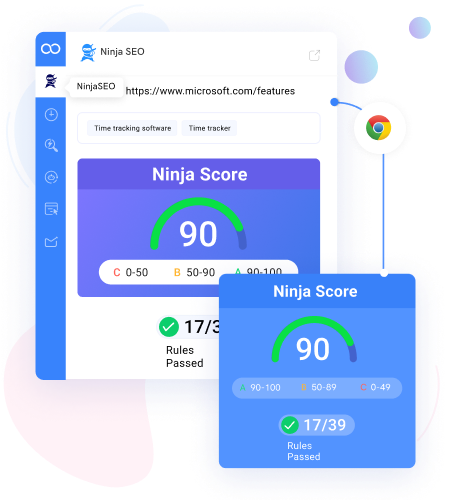 Ninja SEO
NinjaSEO
https://www.microsoft.com/features
Time tracking software
Time tracker
Ninja Score
90
C 0-50 B 50-90 A 90-100
17/3
Rules
Passed
Ninja Score
90
A 90-100 B 50-89 C 0-49
17/39
Rules
Passed